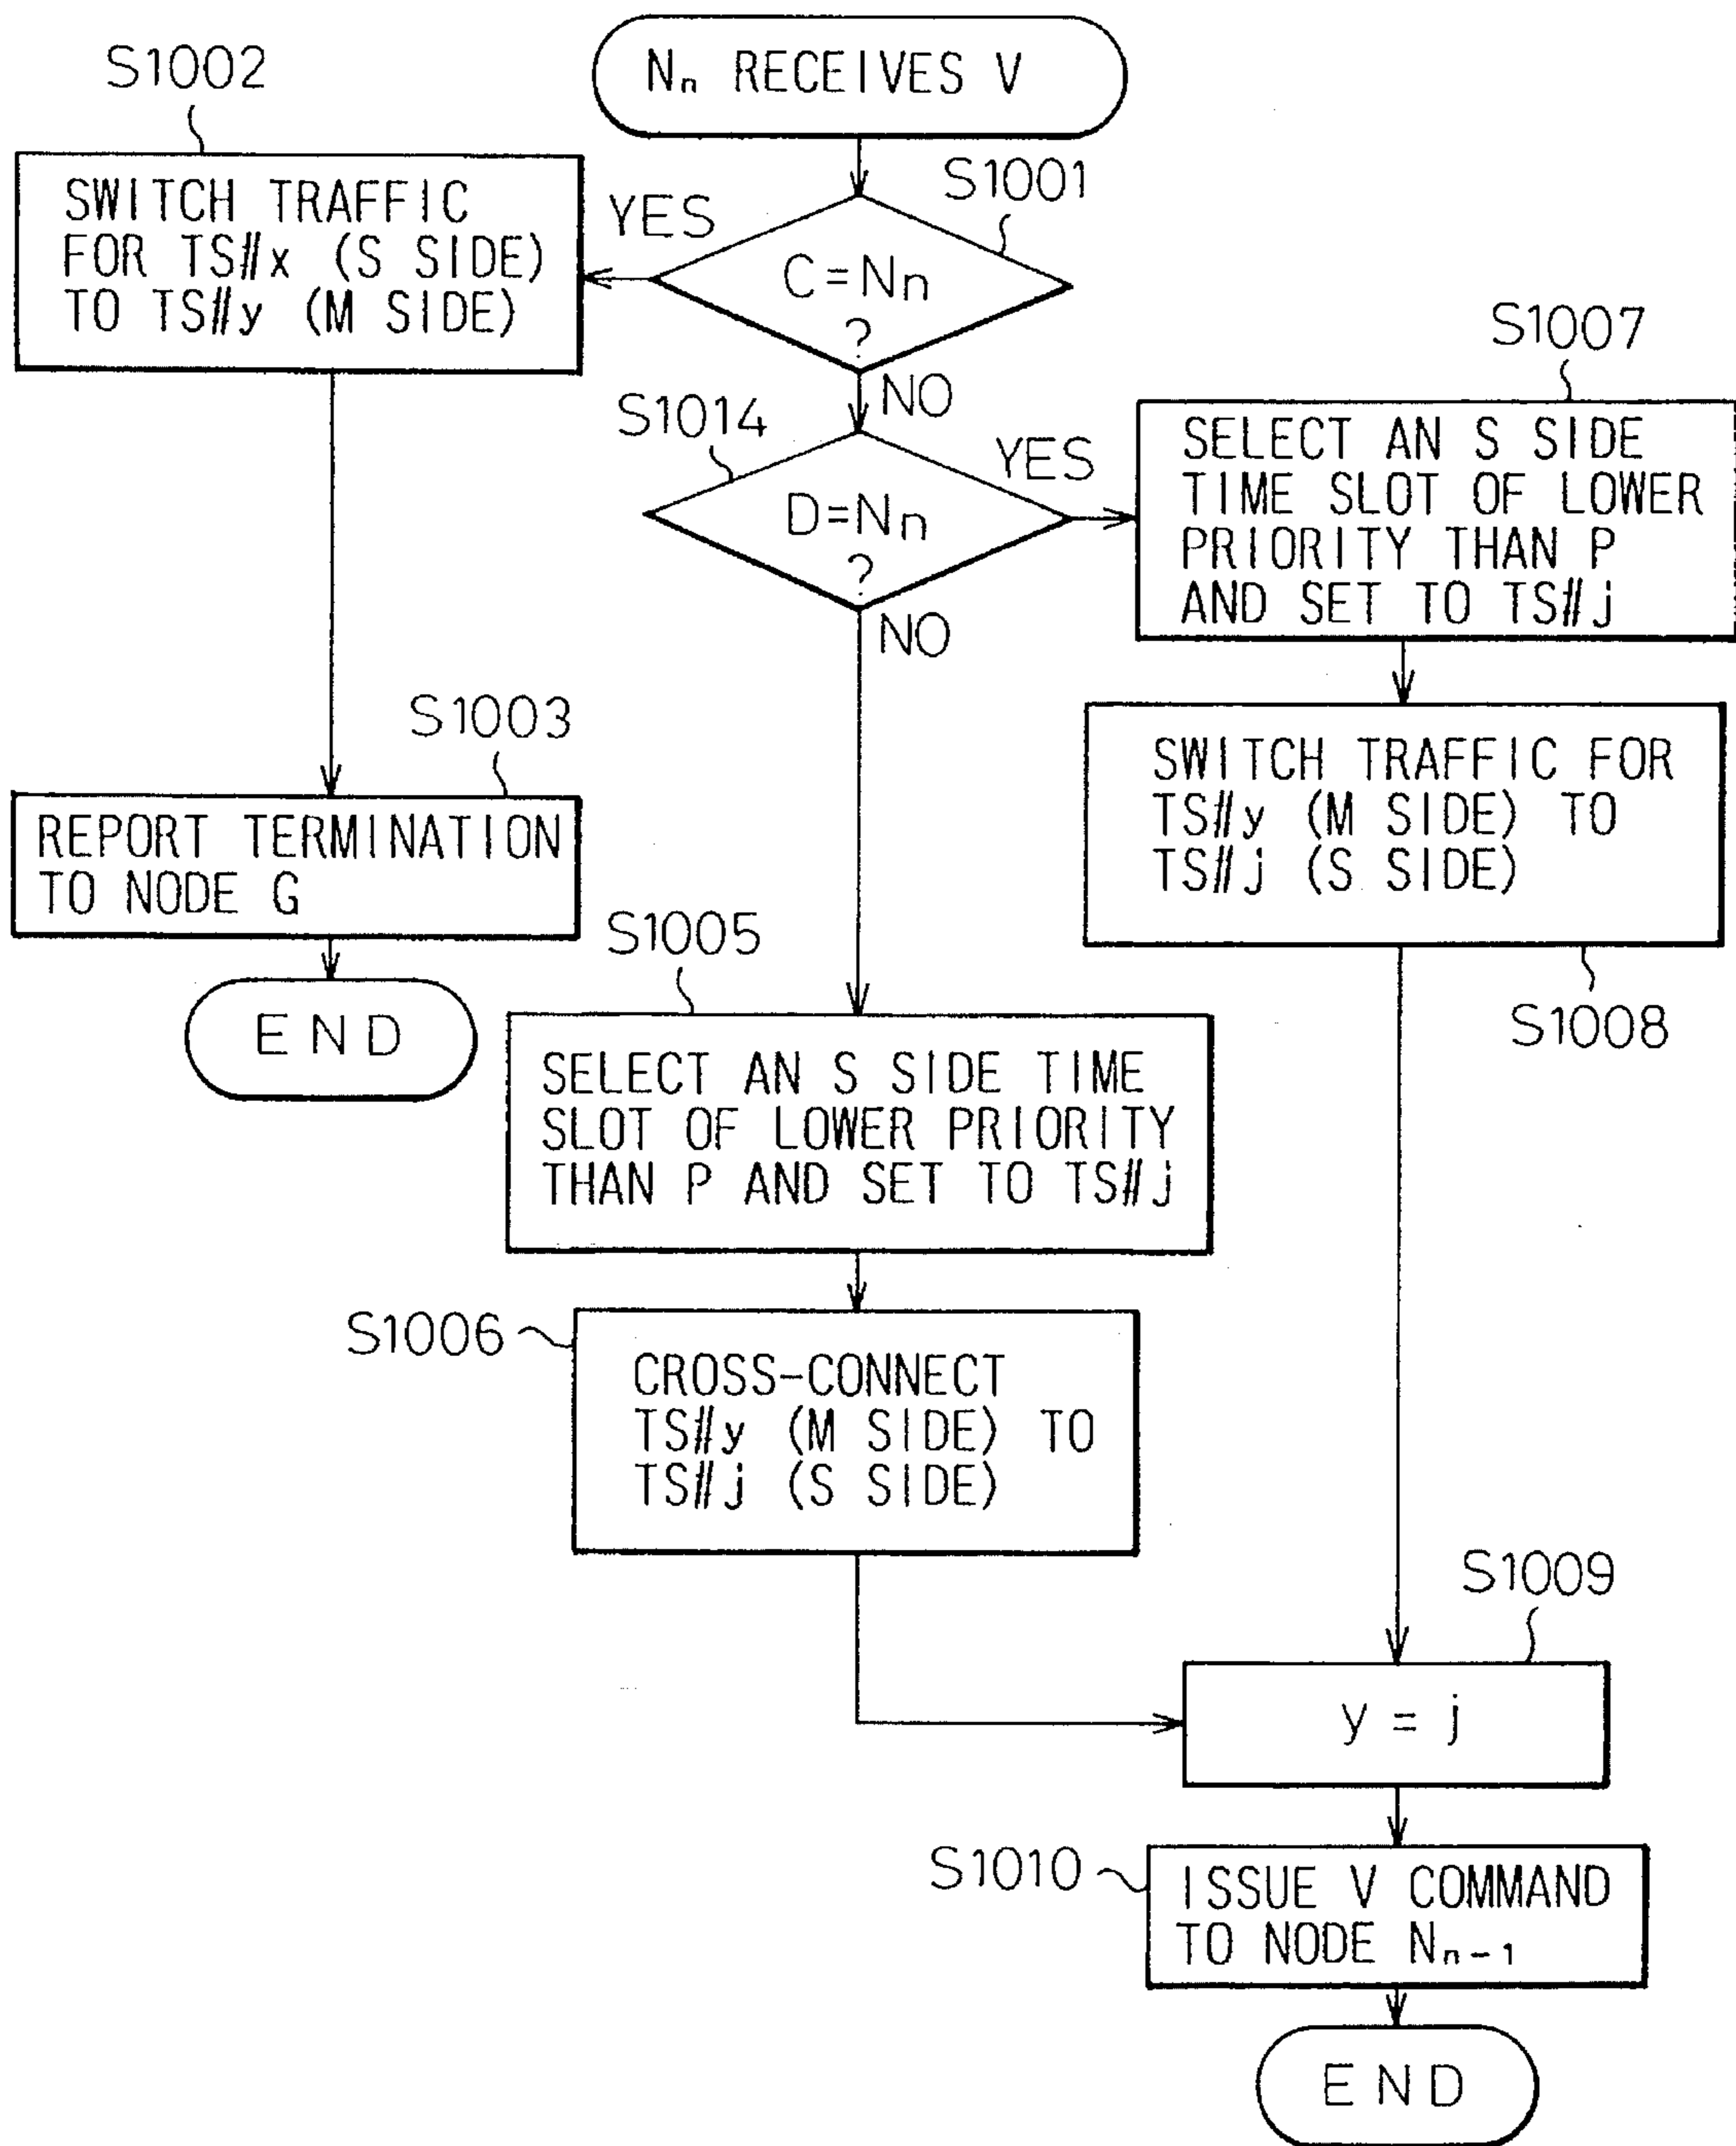 Nn RECEIVES V
S1002
SWITCH TRAFFIC
FOR TS#x (S SIDE)
TO TS#y (M SIDE)
YES
S1001
C=Nn
?
NO
S1014
D=Nn
?
YES
NO
S1007
SELECT AN S SIDE
TIME SLOT OF LOWER
PRIORITY THAN P
AND SET TO TS#j
SWITCH TRAFFIC FOR
TS#y (M SIDE) TO
TS#j (S SIDE)
S1008
S1003
REPORT TERMINATION
TO NODE G
END
S1005
SELECT AN S SIDE TIME
SLOT OF LOWER PRIORITY
THAN P AND SET TO TS#j
S1006
CROSS-CONNECT
TS#y (M SIDE) TO
TS#j (S SIDE)
S1009
y = j
S1010
ISSUE V COMMAND
TO NODE Nn-1
END